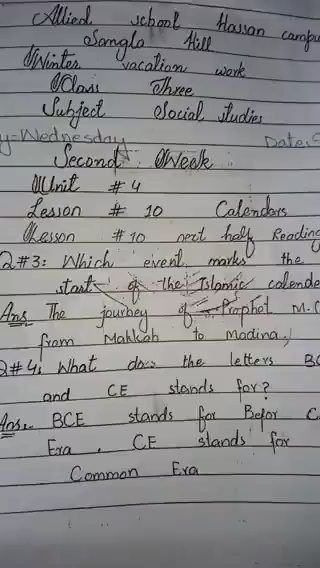 Allied school Hassan campu
Sangla Hill
Winter vacation work
Class Three
Subject Social studies
y-Wednesday Date:
Second Week
Unit # 4
Lesson # 10 Calendars
Lesson #10 next half Reading
Q#3: Which event marks the
start of the Islamic calende
Ans The jourbey of Prophot M.
from Mahkah to Madina.
Q#4: What does the letters BC
and CE stands for?
Ans. BCE stands for Befor C
Era . CE stands for
Common Era